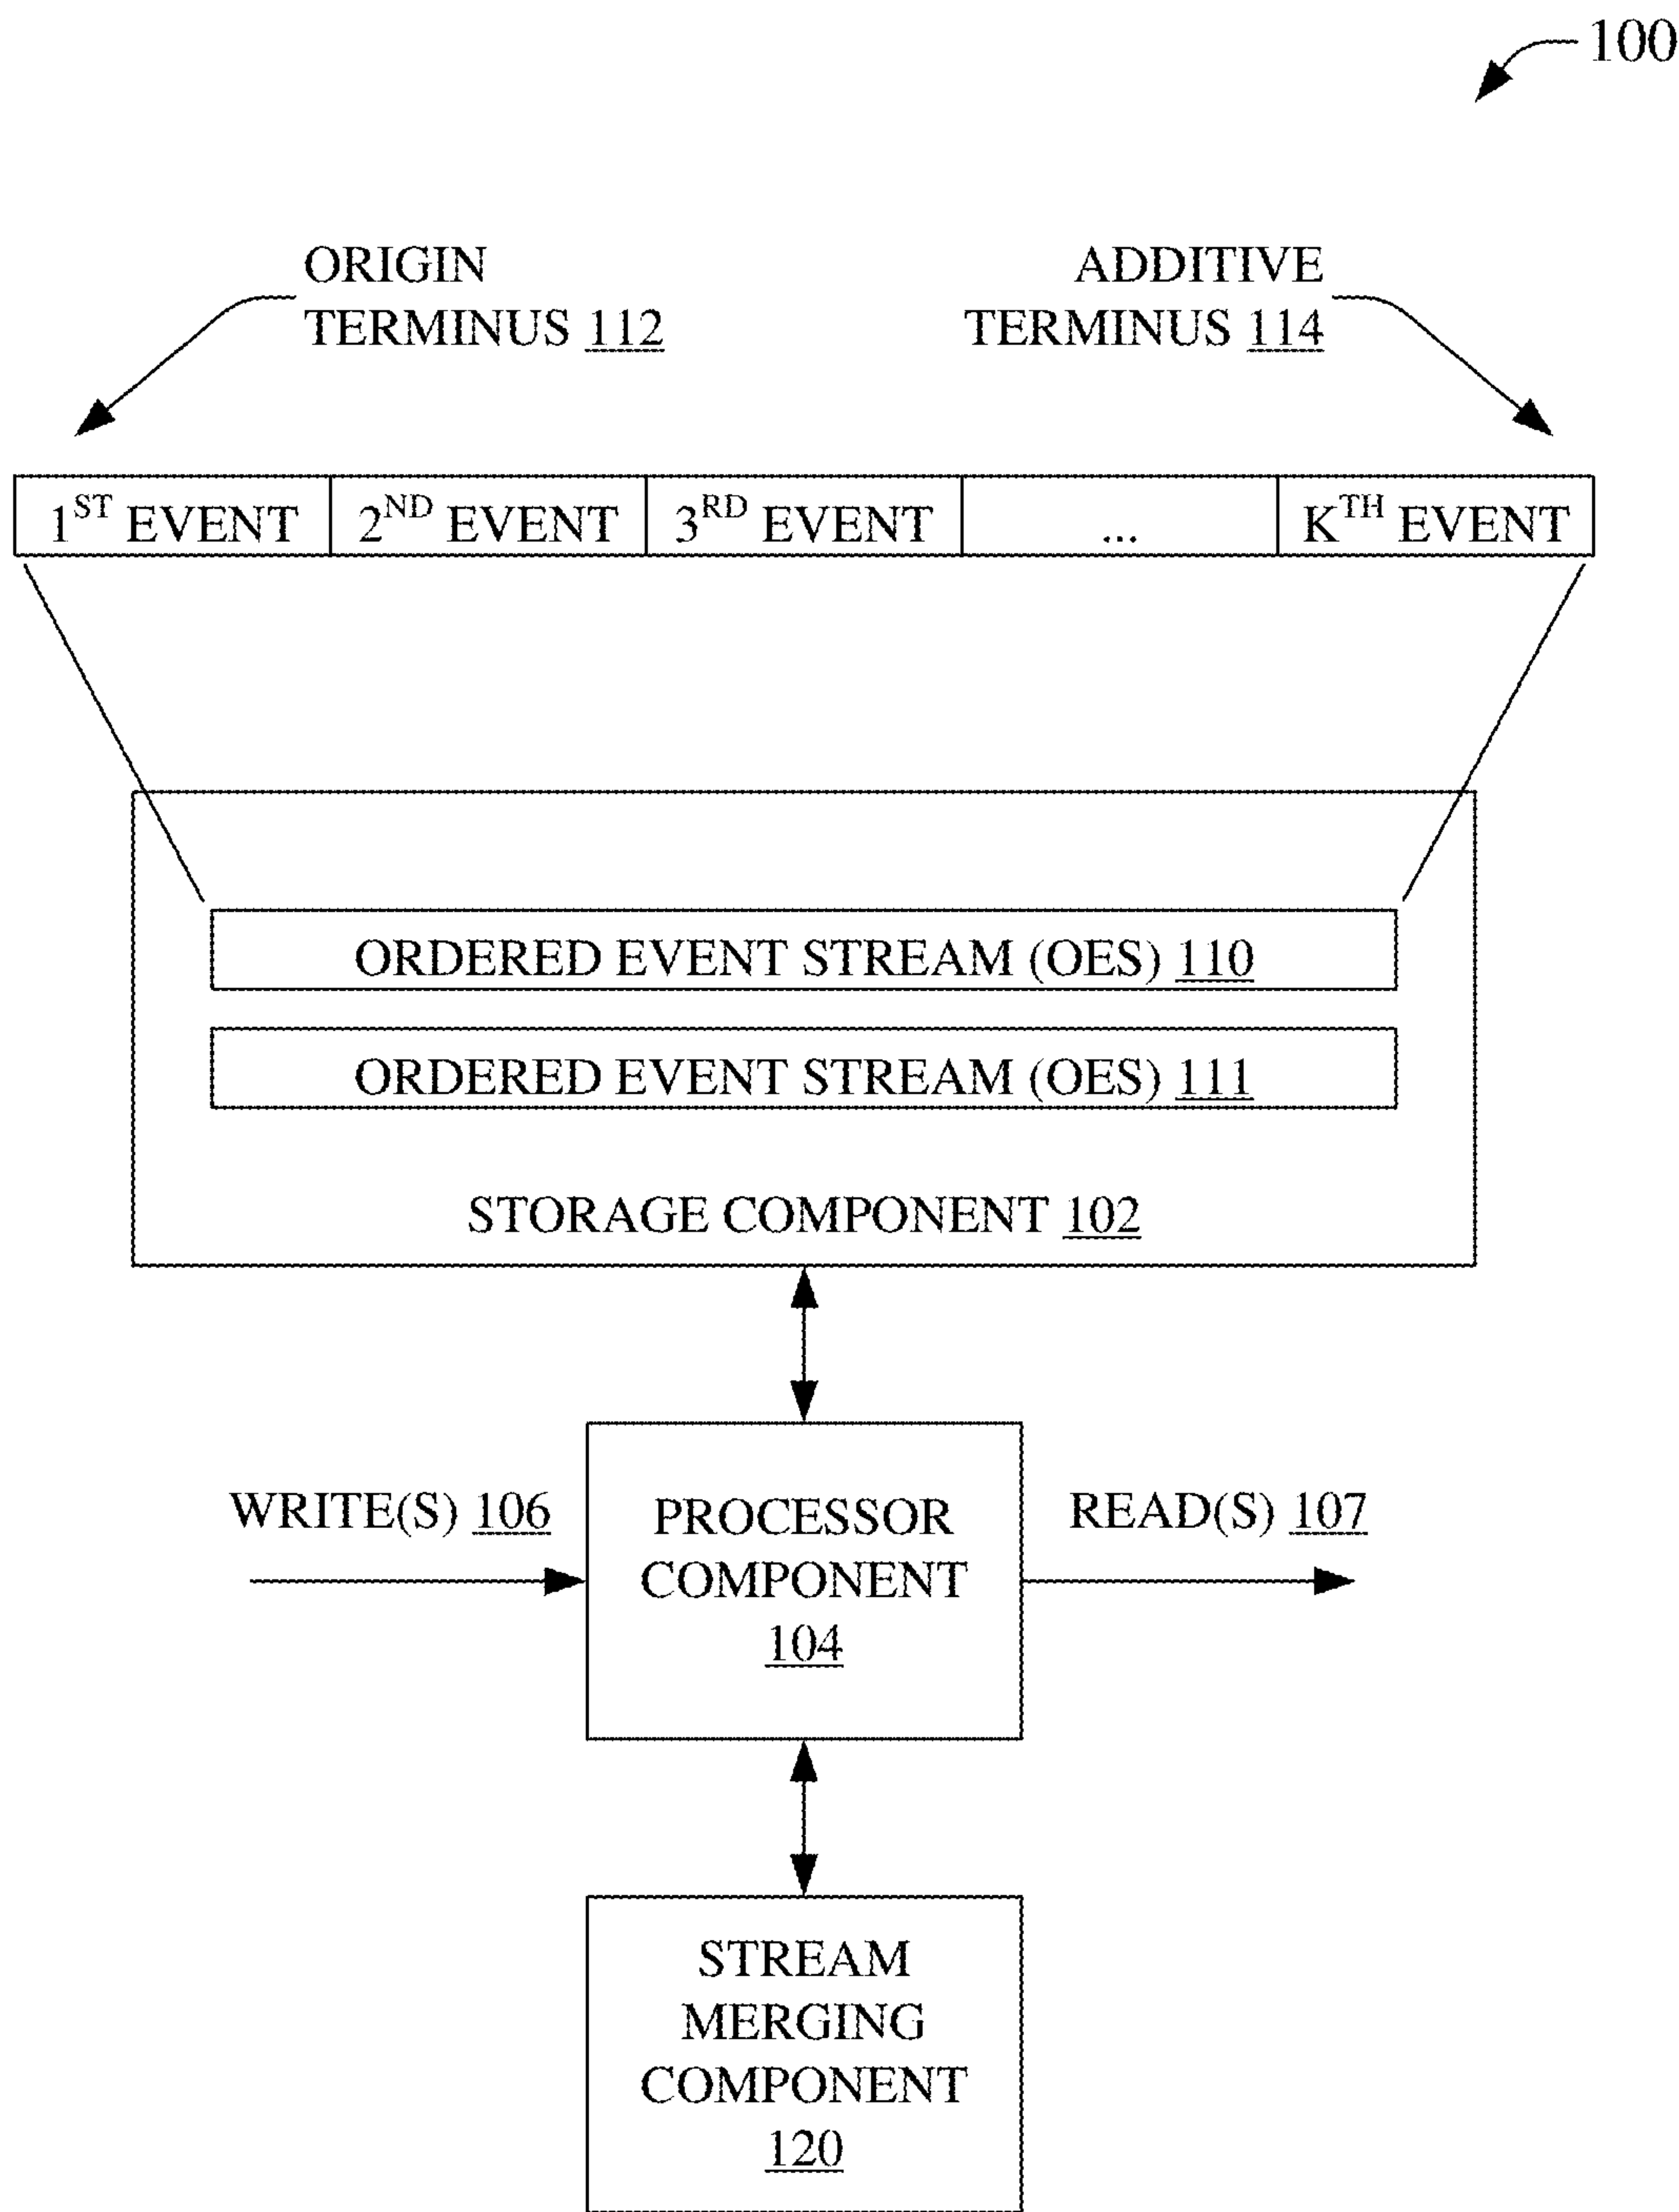 100
ORIGIN
TERMINUS 112
ADDITIVE
TERMINUS 114
1ST EVENT 2ND EVENT 3RD EVENT ... KTH EVENT
ORDERED EVENT STREAM (OES) 110
ORDERED EVENT STREAM (OES) 111
STORAGE COMPONENT 102
WRITE(S) 106
PROCESSOR
COMPONENT
104
READ(S) 107
STREAM
MERGING
COMPONENT
120